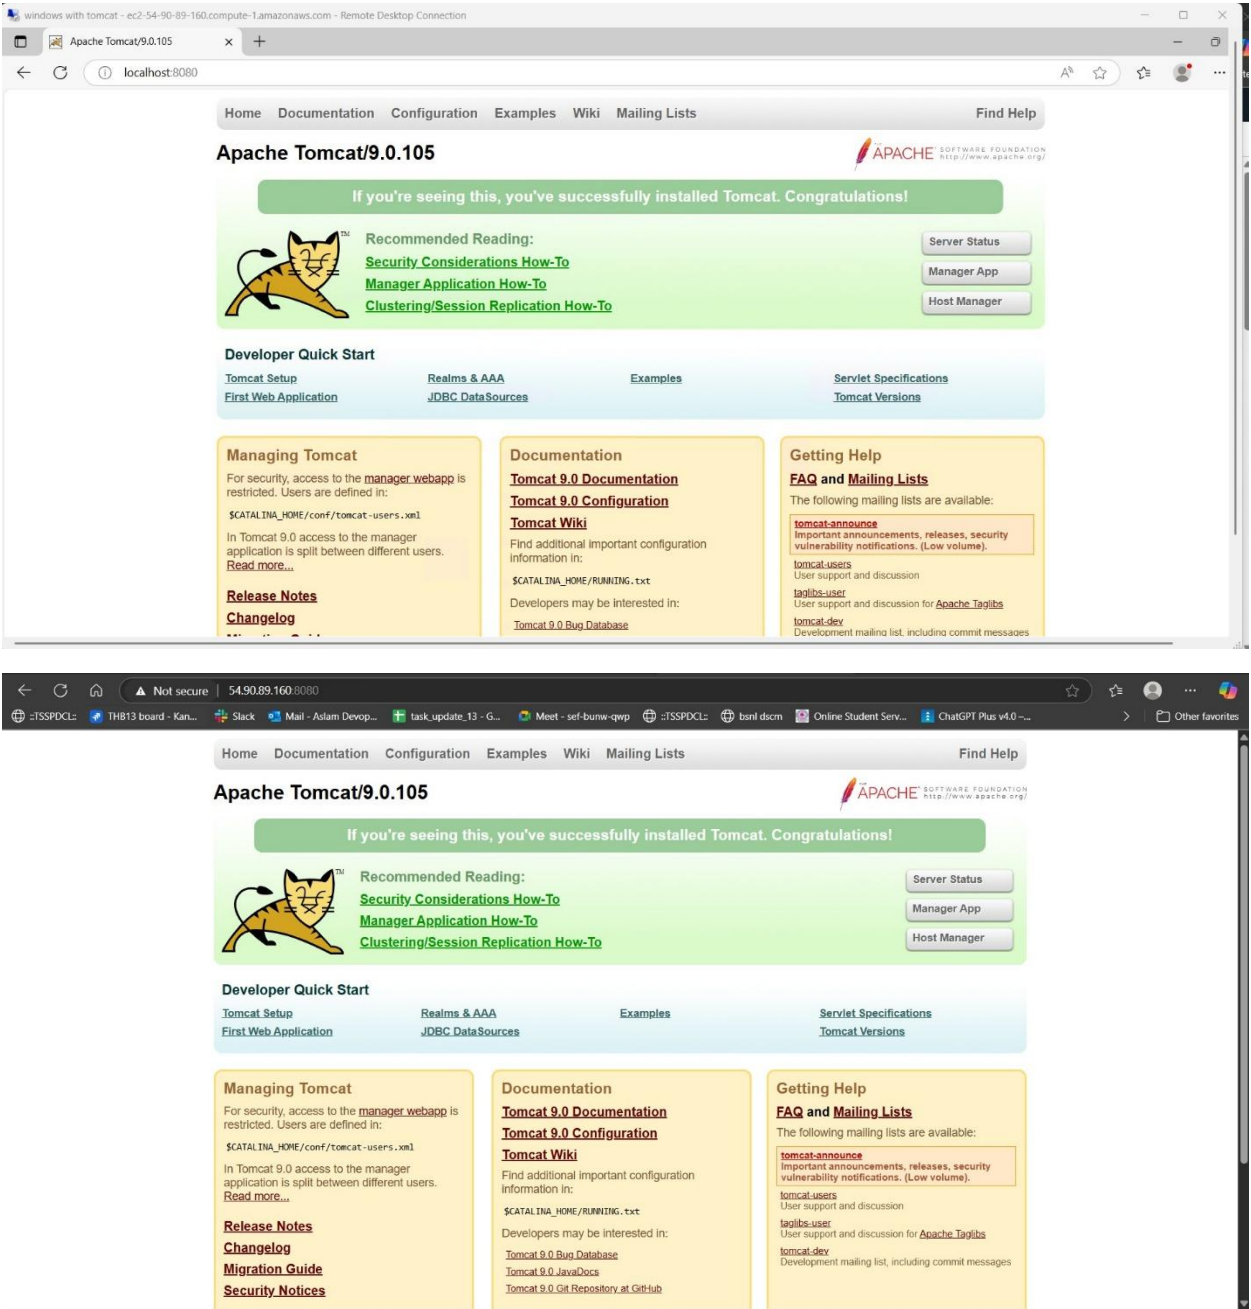 windows with tomcat - ec2-54-90-89-160.compute-1.amazonaws.com - Remote Desktop Connection
Apache Tomcat/9.0.105
localhost:8080
Home Documentation Configuration Examples Wiki Mailing Lists Find Help
Apache Tomcat/9.0.105
APACHE SOFTWARE FOUNDATION
http://www.apache.org/
If you're seeing this, you've successfully installed Tomcat. Congratulations!
TM
Recommended Reading:
Security Considerations How-To
Manager Application How-To
Clustering/Session Replication How-To
Server Status
Manager App
Host Manager
Developer Quick Start
Tomcat Setup
First Web Application
Realms & AAA
JDBC DataSources
Examples
Servlet Specifications
Tomcat Versions
Managing Tomcat
For security, access to the manager webapp is
restricted. Users are defined in:
$CATALINA_HOME/conf/tomcat-users.xml
In Tomcat 9.0 access to the manager
application is split between different users.
Read more...
Release Notes
Changelog
Documentation
Tomcat 9.0 Documentation
Tomcat 9.0 Configuration
Tomcat Wiki
Find additional important configuration
information in:
$CATALINA_HOME/RUNNING.txt
Developers may be interested in:
Tomcat 9.0 Bug Database
Getting Help
FAQ and Mailing Lists
The following mailing lists are available:
tomcat-announce
Important announcements, releases, security
vulnerability notifications. (Low volume).
tomcat-users
User support and discussion
taglibs-user
User support and discussion for Apache Taglibs
tomcat-dev
Development mailing list, including commit messages
Not secure | 54.90.89.160:8080
::TSSPDCL:: THB13 board - Kan... Slack Mail - Aslam Devop... task_update_13 - G... Meet - sef-bunw-qwp ::TSSPDCL:: bsnl dscm Online Student Serv... ChatGPT Plus v4.0 –... Other favorites
Home Documentation Configuration Examples Wiki Mailing Lists Find Help
Apache Tomcat/9.0.105
APACHE SOFTWARE FOUNDATION
http://www.apache.org/
If you're seeing this, you've successfully installed Tomcat. Congratulations!
TM
Recommended Reading:
Security Considerations How-To
Manager Application How-To
Clustering/Session Replication How-To
Server Status
Manager App
Host Manager
Developer Quick Start
Tomcat Setup
First Web Application
Realms & AAA
JDBC DataSources
Examples
Servlet Specifications
Tomcat Versions
Managing Tomcat
For security, access to the manager webapp is
restricted. Users are defined in:
$CATALINA_HOME/conf/tomcat-users.xml
In Tomcat 9.0 access to the manager
application is split between different users.
Read more...
Release Notes
Changelog
Migration Guide
Security Notices
Documentation
Tomcat 9.0 Documentation
Tomcat 9.0 Configuration
Tomcat Wiki
Find additional important configuration
information in:
$CATALINA_HOME/RUNNING.txt
Developers may be interested in:
Tomcat 9.0 Bug Database
Tomcat 9.0 JavaDocs
Tomcat 9.0 Git Repository at GitHub
Getting Help
FAQ and Mailing Lists
The following mailing lists are available:
tomcat-announce
Important announcements, releases, security
vulnerability notifications. (Low volume).
tomcat-users
User support and discussion
taglibs-user
User support and discussion for Apache Taglibs
tomcat-dev
Development mailing list, including commit messages